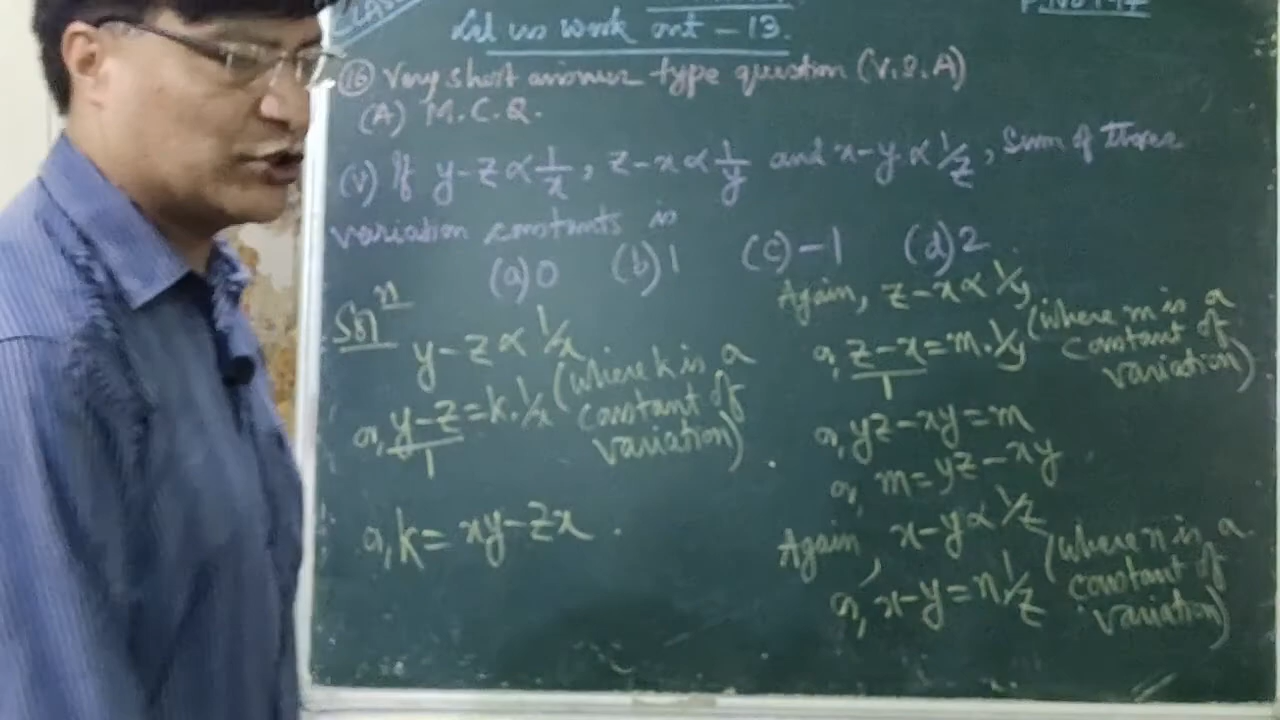 CLASS
Let us work out - 13.
(16) Very short answer type question (V.S.A)
(A) M.C.Q.
(v) If y-z∝1/x, z-x∝1/y and x-y∝1/z, sum of three
variation constants is
(a) 0 (b) 1 (c) -1 (d) 2
Solⁿ
y-z∝1/x
or, y-z/1=k.1/x (where k is a
constant of
variation)
or, k=xy-zx.
Again, z-x∝1/y
or, z-x/1=m.1/y (where m is a
constant of
variation)
or, yz-xy=m
or, m=yz-xy
Again, x-y∝1/z
or, x-y=n1/z (where n is a
constant of
variation)